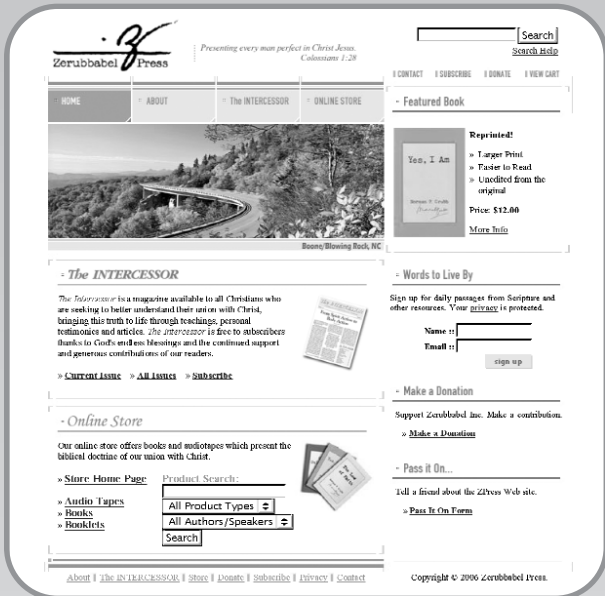 Zerubbabel Press
Presenting every man perfect in Christ Jesus.
Colossians 1:28
Search
Search Help
CONTACT
SUBSCRIBE
DONATE
VIEW CART
HOME
ABOUT
The INTERCESSOR
ONLINE STORE
Boone/Blowing Rock, NC
Featured Book
Yes, I Am
Reprinted!
» Larger Print
» Easier to Read
» Unedited from the
original
Price: $12.00
More Info
The INTERCESSOR
The Intercessor is a magazine available to all Christians who
are seeking to better understand their union with Christ,
bringing this truth to life through teachings, personal
testimonies and articles. The Intercessor is free to subscribers
thanks to God's endless blessings and the continued support
and generous contributions of our readers.
» Current Issue » All Issues » Subscribe
Words to Live By
Sign up for daily passages from Scripture and
other resources. Your privacy is protected.
Name ::
Email ::
sign up
Make a Donation
Support Zerubbabel Inc. Make a contribution.
» Make a Donation
Pass it On...
Tell a friend about the ZPress Web site.
» Pass It On Form
Online Store
Our online store offers books and audiotapes which present the
biblical doctrine of our union with Christ.
» Store Home Page
» Audio Tapes
» Books
» Booklets
Product Search:
All Product Types
All Authors/Speakers
Search
About || The INTERCESSOR || Store || Donate || Subscribe || Privacy || Contact
Copyright © 2006 Zerubbabel Press.